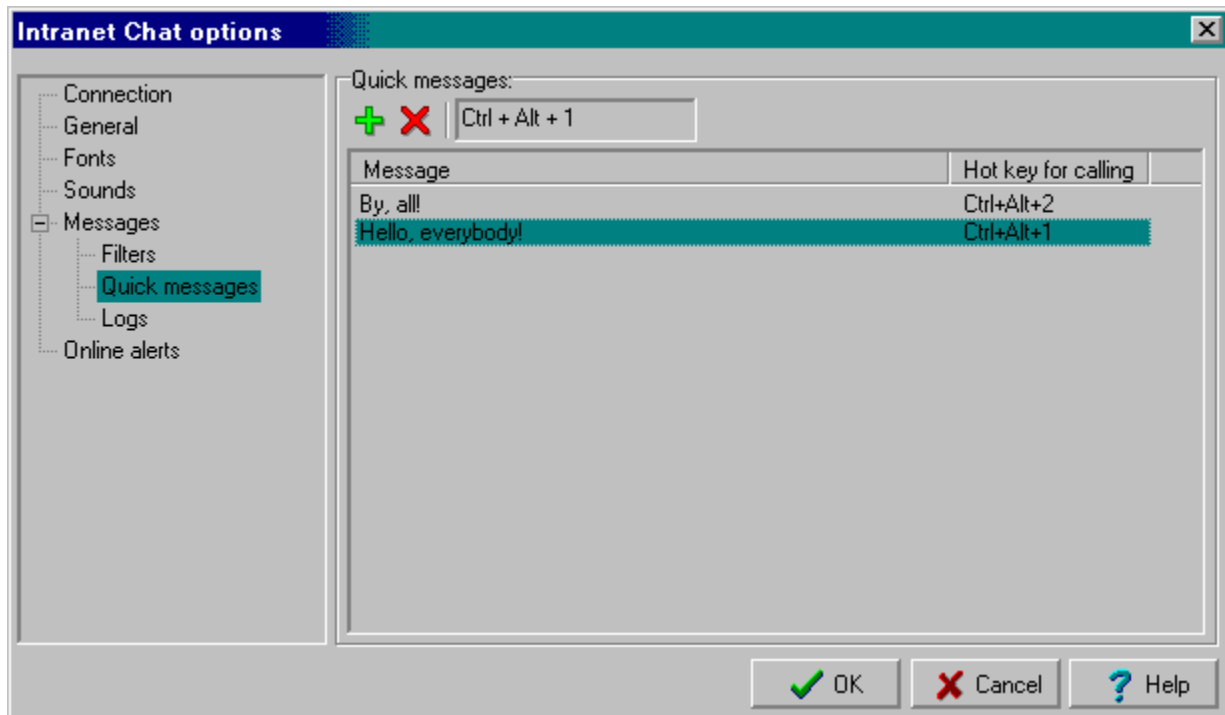 Intranet Chat options
Connection
General
Fonts
Sounds
Messages
Filters
Quick messages
Logs
Online alerts
Quick messages:
Ctrl + Alt + 1
Message Hot key for calling
By, all! Ctrl+Alt+2
Hello, everybody! Ctrl+Alt+1
OK Cancel Help